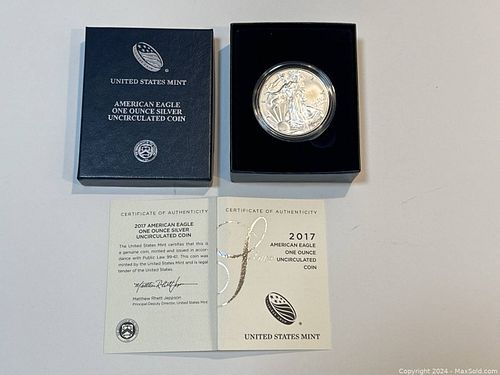 UNITED STATES MINT
AMERICAN EAGLE
ONE OUNCE SILVER
UNCIRCULATED COIN
CERTIFICATE OF AUTHENTICITY
2017 AMERICAN EAGLE
ONE OUNCE SILVER
UNCIRCULATED COIN
The United States Mint certifies that this is
a genuine coin, minted and issued in accor-
dance with Public Law 99-61. This coin was
minted by the United States Mint and is legal
tender of the United States.
Matthew Rhett Jeppson
Principal Deputy Director, United States Mint
CERTIFICATE OF AUTHENTICITY
2017
AMERICAN EAGLE
ONE OUNCE
UNCIRCULATED
COIN
UNITED STATES MINT
Copyright 2024 - MaxSold.com